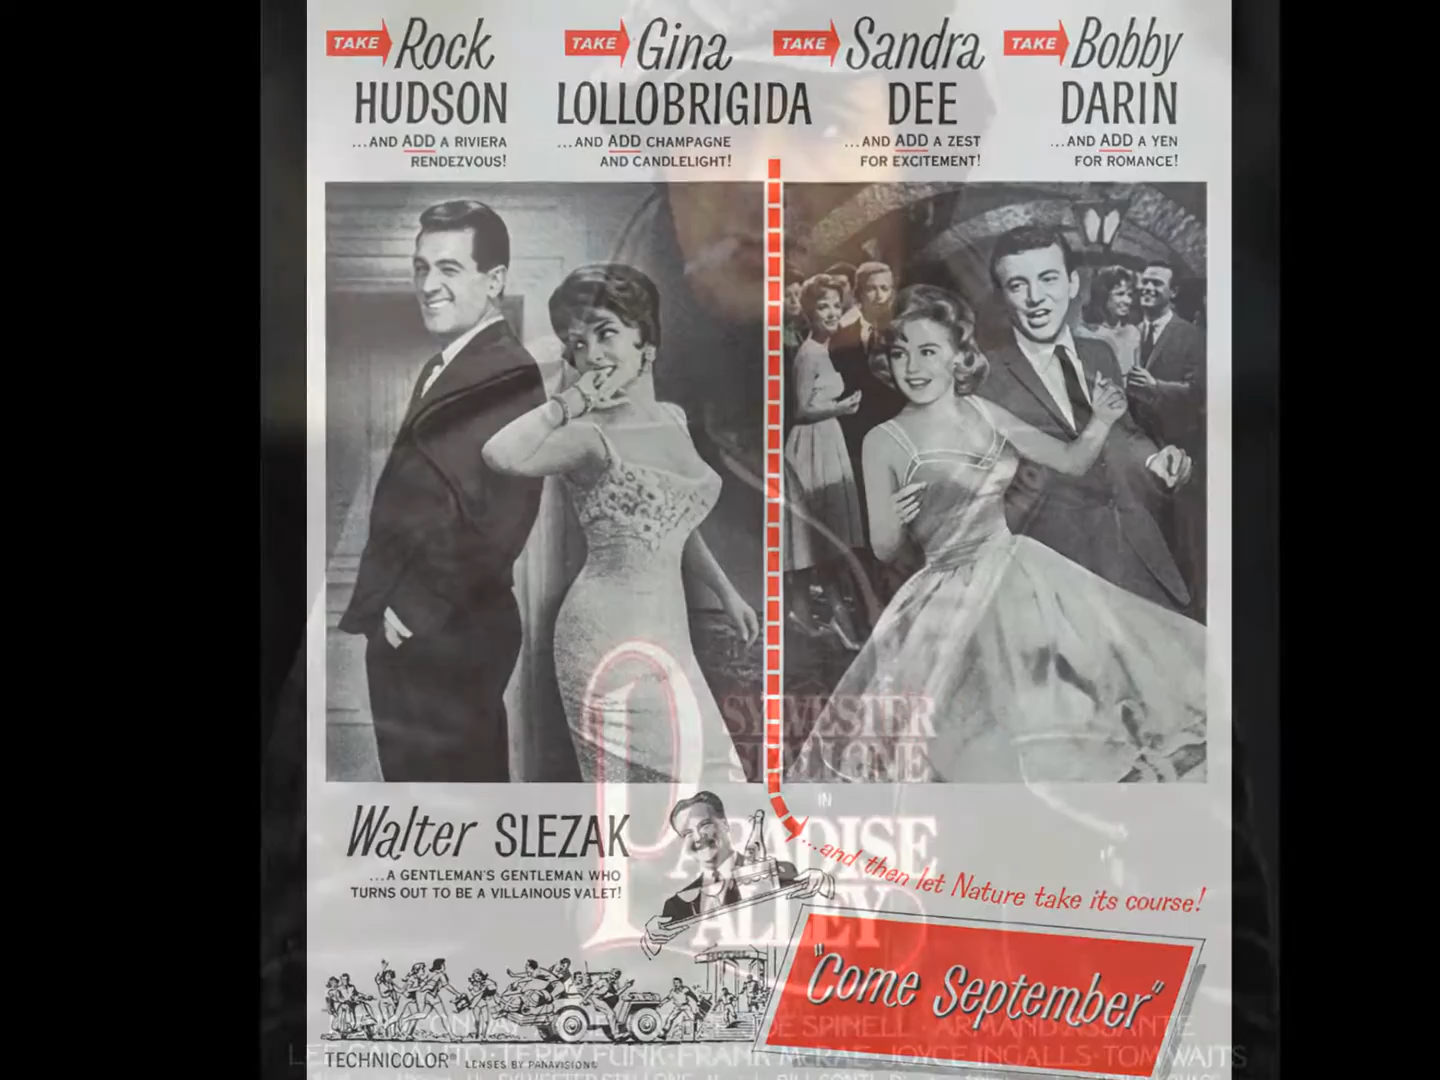 TAKE Rock HUDSON
...AND ADD A RIVIERA
RENDEZVOUS!
TAKE Gina LOLLOBRIGIDA
...AND ADD CHAMPAGNE
AND CANDLELIGHT!
TAKE Sandra DEE
...AND ADD A ZEST
FOR EXCITEMENT!
TAKE Bobby DARIN
...AND ADD A YEN
FOR ROMANCE!
SYLVESTER
STALLONE
IN
PARADISE
ALLEY
Walter SLEZAK
...A GENTLEMAN'S GENTLEMAN WHO
TURNS OUT TO BE A VILLAINOUS VALET!
...and then let Nature take its course!
"Come September"
TECHNICOLOR® LENSES BY PANAVISION®
JOE SPINELL · ARMAND ASSANTE
TERRY FUNK · FRANK McRAE · JOYCE INGALLS · TOM WAITS